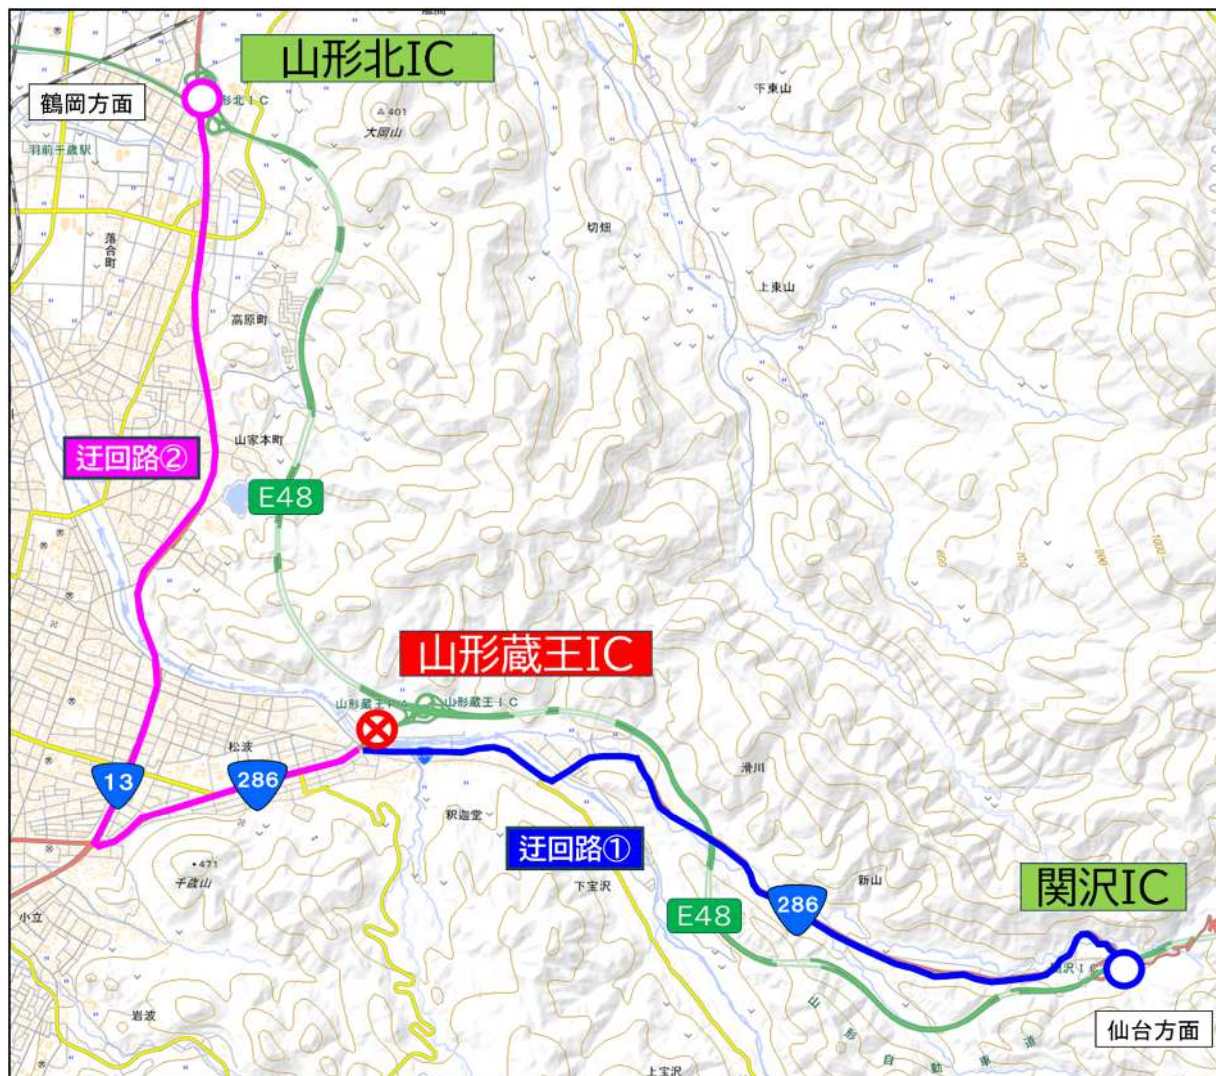 山形北IC
鶴岡方面
401
大岡山
下東山
羽前千歳駅
切畑
落合町
上東山
高原町
山家本町
迂回路②
E48
600
山形蔵王IC
山形蔵王IC
松波
13
286
滑川
釈迦堂
迂回路①
471
千歳山
下宝沢
新山
関沢IC
小立
E48
286
仙台方面
岩波
山形自動車道
上宝沢